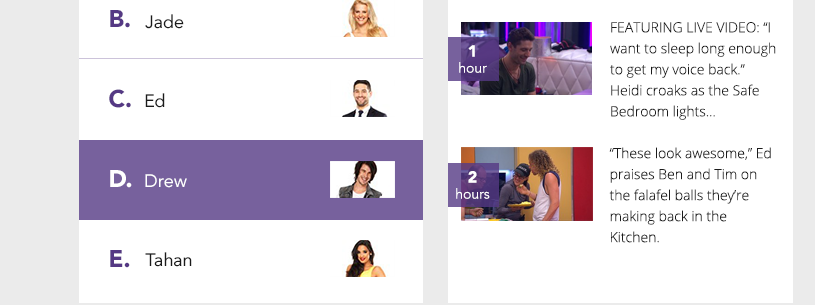 B. Jade
C. Ed
D. Drew
E. Tahan
1
hour
FEATURING LIVE VIDEO: “I
want to sleep long enough
to get my voice back.”
Heidi croaks as the Safe
Bedroom lights...
2
hours
“These look awesome,” Ed
praises Ben and Tim on
the falafel balls they’re
making back in the
Kitchen.